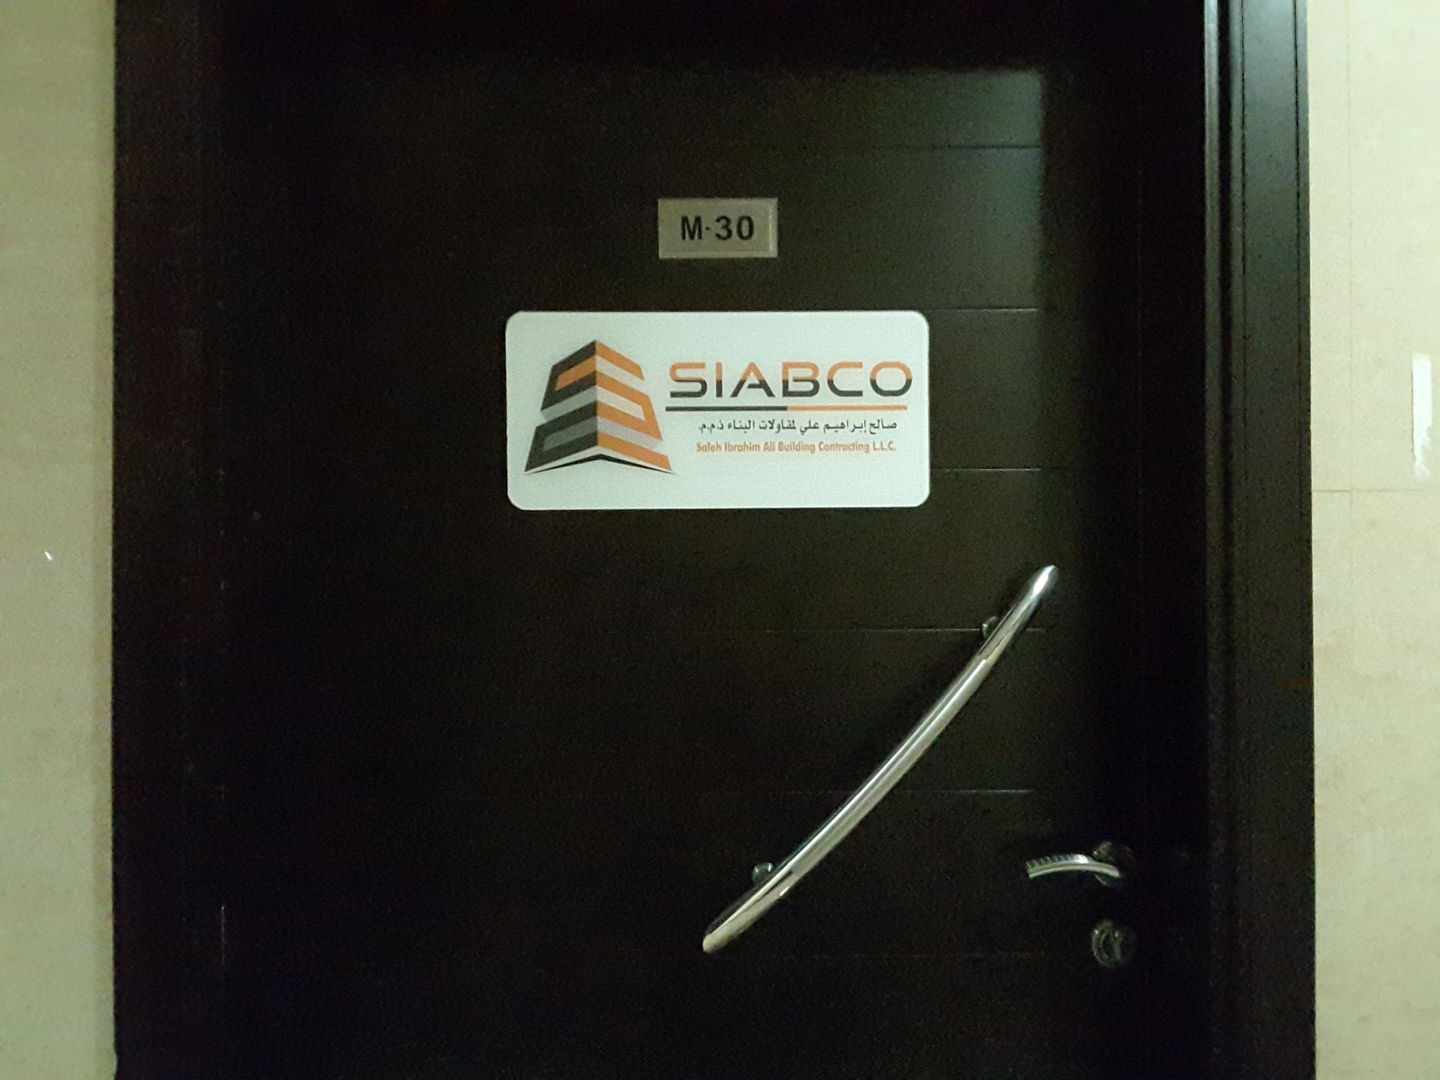 M-30
SIABCO
صالح إبراهيم علي لمقاولات البناء ذ.م.م.
Saleh Ibrahim Ali Building Contracting L.L.C.